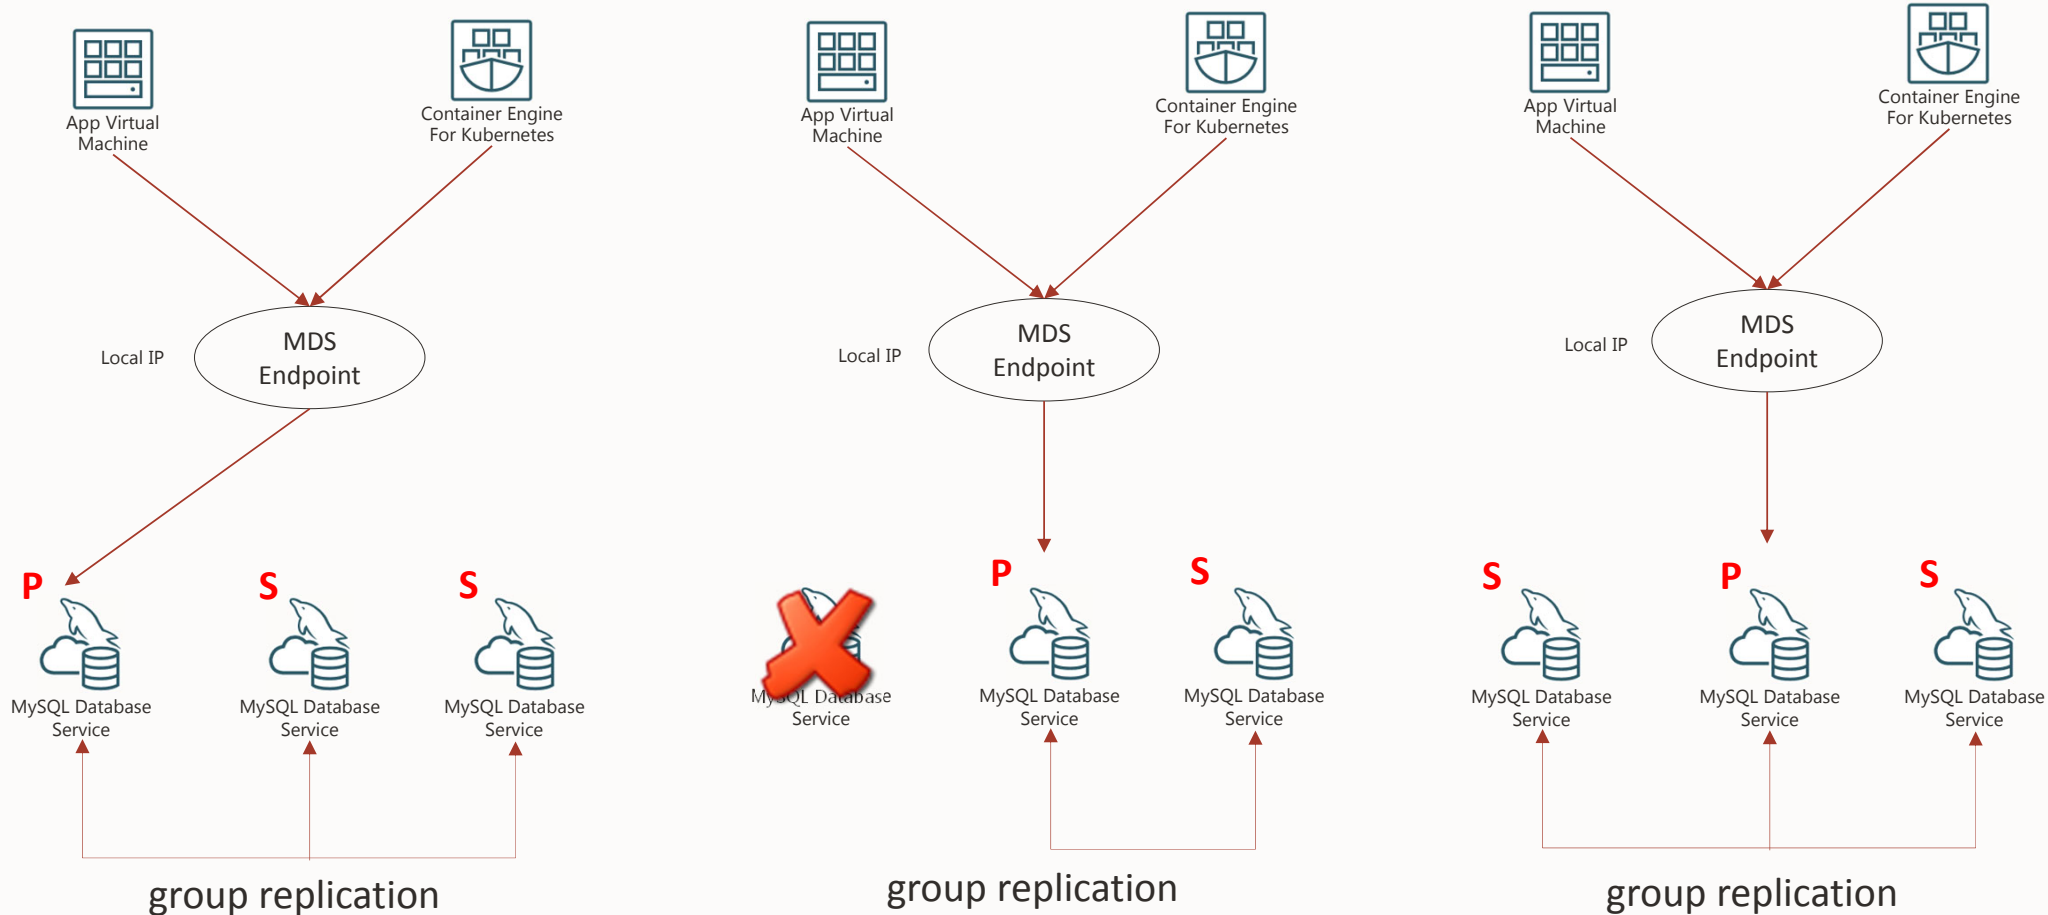 App Virtual
Machine
Container Engine
For Kubernetes
Local IP
MDS
Endpoint
P
S
S
MySQL Database
Service
MySQL Database
Service
MySQL Database
Service
group replication
App Virtual
Machine
Container Engine
For Kubernetes
Local IP
MDS
Endpoint
P
S
MySQL Database
Service
MySQL Database
Service
MySQL Database
Service
group replication
App Virtual
Machine
Container Engine
For Kubernetes
Local IP
MDS
Endpoint
S
P
S
MySQL Database
Service
MySQL Database
Service
MySQL Database
Service
group replication